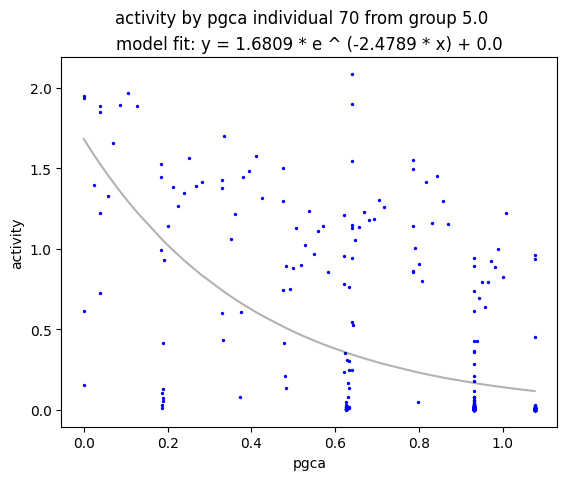 activity by pgca individual 70 from group 5.0
model fit: y = 1.6809 * e ^ (-2.4789 * x) + 0.0
2.0
1.5
1.0
0.5
0.0
activity
0.0 0.2 0.4 0.6 0.8 1.0
pgca